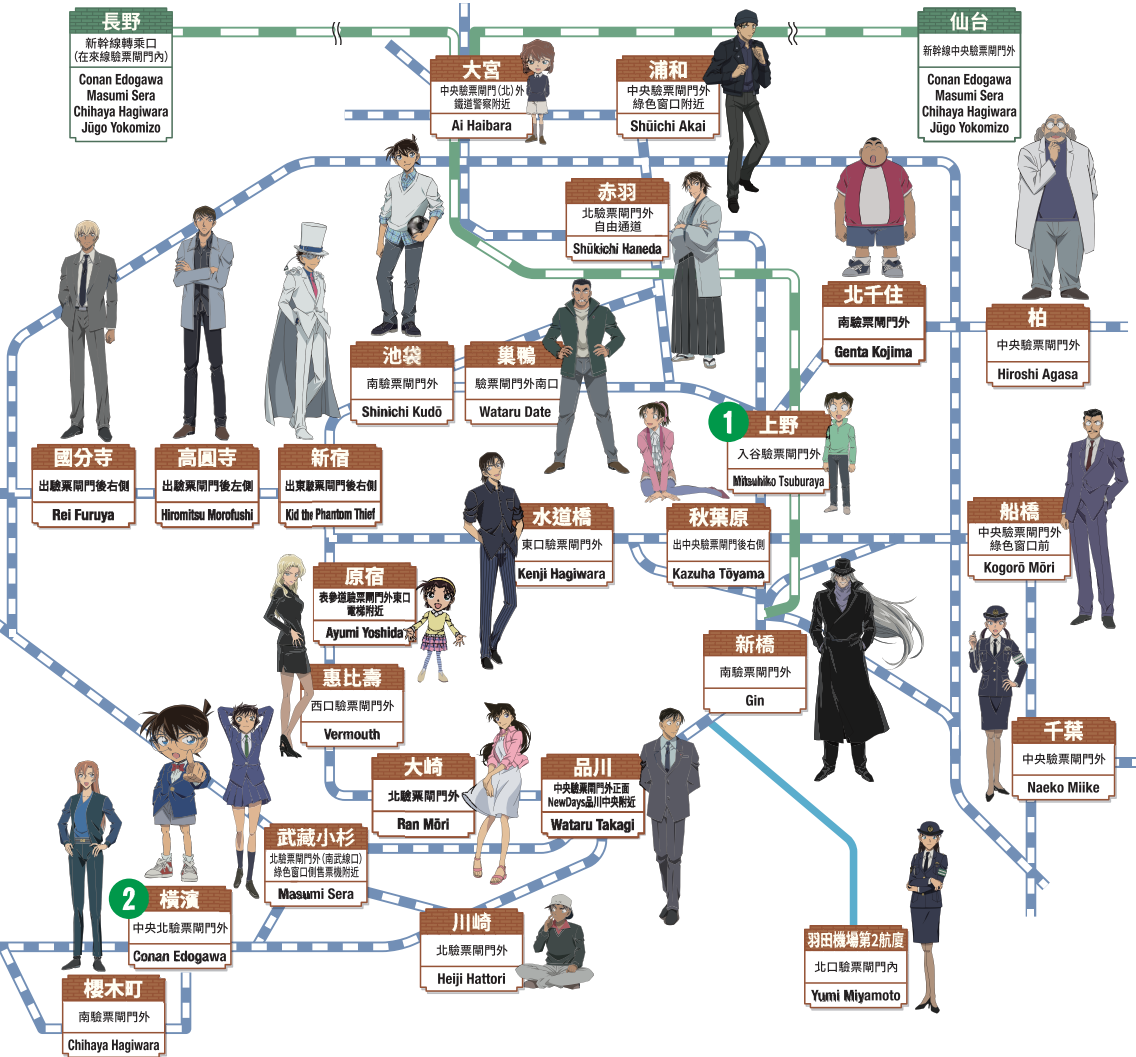 長野
新幹線轉乘口
(在來線驗票閘門內)
Conan Edogawa
Masumi Sera
Chihaya Hagiwara
Jūgo Yokomizo
大宮
中央驗票閘門(北)外
鐵道警察附近
Ai Haibara
浦和
中央驗票閘門外
綠色窗口附近
Shūichi Akai
仙台
新幹線中央驗票閘門外
Conan Edogawa
Masumi Sera
Chihaya Hagiwara
Jūgo Yokomizo
赤羽
北驗票閘門外
自由通道
Shūkichi Haneda
北千住
南驗票閘門外
Genta Kojima
柏
中央驗票閘門外
Hiroshi Agasa
池袋
南驗票閘門外
Shinichi Kudō
巢鴨
驗票閘門外南口
Wataru Date
1
上野
入谷驗票閘門外
Mitsuhiko Tsuburaya
國分寺
出驗票閘門後右側
Rei Furuya
高圓寺
出驗票閘門後左側
Hiromitsu Morofushi
新宿
出東驗票閘門後右側
Kid the Phantom Thief
水道橋
東口驗票閘門外
Kenji Hagiwara
秋葉原
出中央驗票閘門後右側
Kazuha Tōyama
船橋
中央驗票閘門外
綠色窗口前
Kogorō Mōri
原宿
表參道驗票閘門外東口
電梯附近
Ayumi Yoshida
新橋
南驗票閘門外
Gin
惠比壽
西口驗票閘門外
Vermouth
千葉
中央驗票閘門外
Naeko Miike
大崎
北驗票閘門外
Ran Mōri
品川
中央驗票閘門外正面
NewDays品川中央附近
Wataru Takagi
武藏小杉
北驗票閘門外(南武線口)
綠色窗口側售票機附近
Masumi Sera
2
橫濱
中央北驗票閘門外
Conan Edogawa
川崎
北驗票閘門外
Heiji Hattori
羽田機場第2航廈
北口驗票閘門內
Yumi Miyamoto
櫻木町
南驗票閘門外
Chihaya Hagiwara